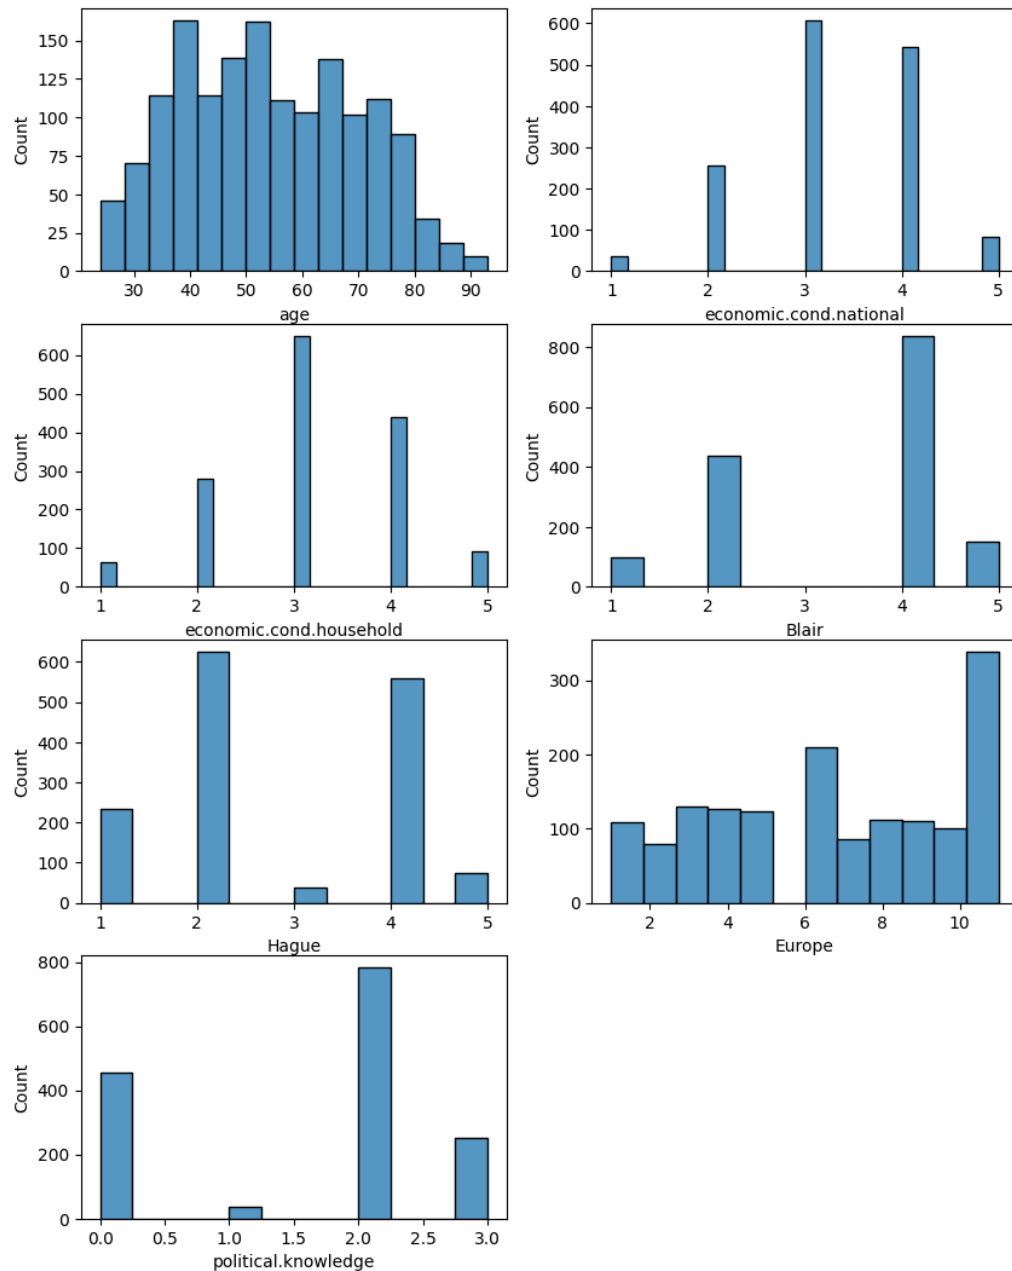 150
125
100
75
50
25
0
Count
30 40 50 60 70 80 90
age
600
500
400
300
200
100
0
Count
1 2 3 4 5
economic.cond.national
600
500
400
300
200
100
0
Count
1 2 3 4 5
economic.cond.household
800
600
400
200
0
Count
1 2 3 4 5
Blair
600
500
400
300
200
100
0
Count
1 2 3 4 5
Hague
300
200
100
0
Count
2 4 6 8 10
Europe
800
600
400
200
0
Count
0.0 0.5 1.0 1.5 2.0 2.5 3.0
political.knowledge